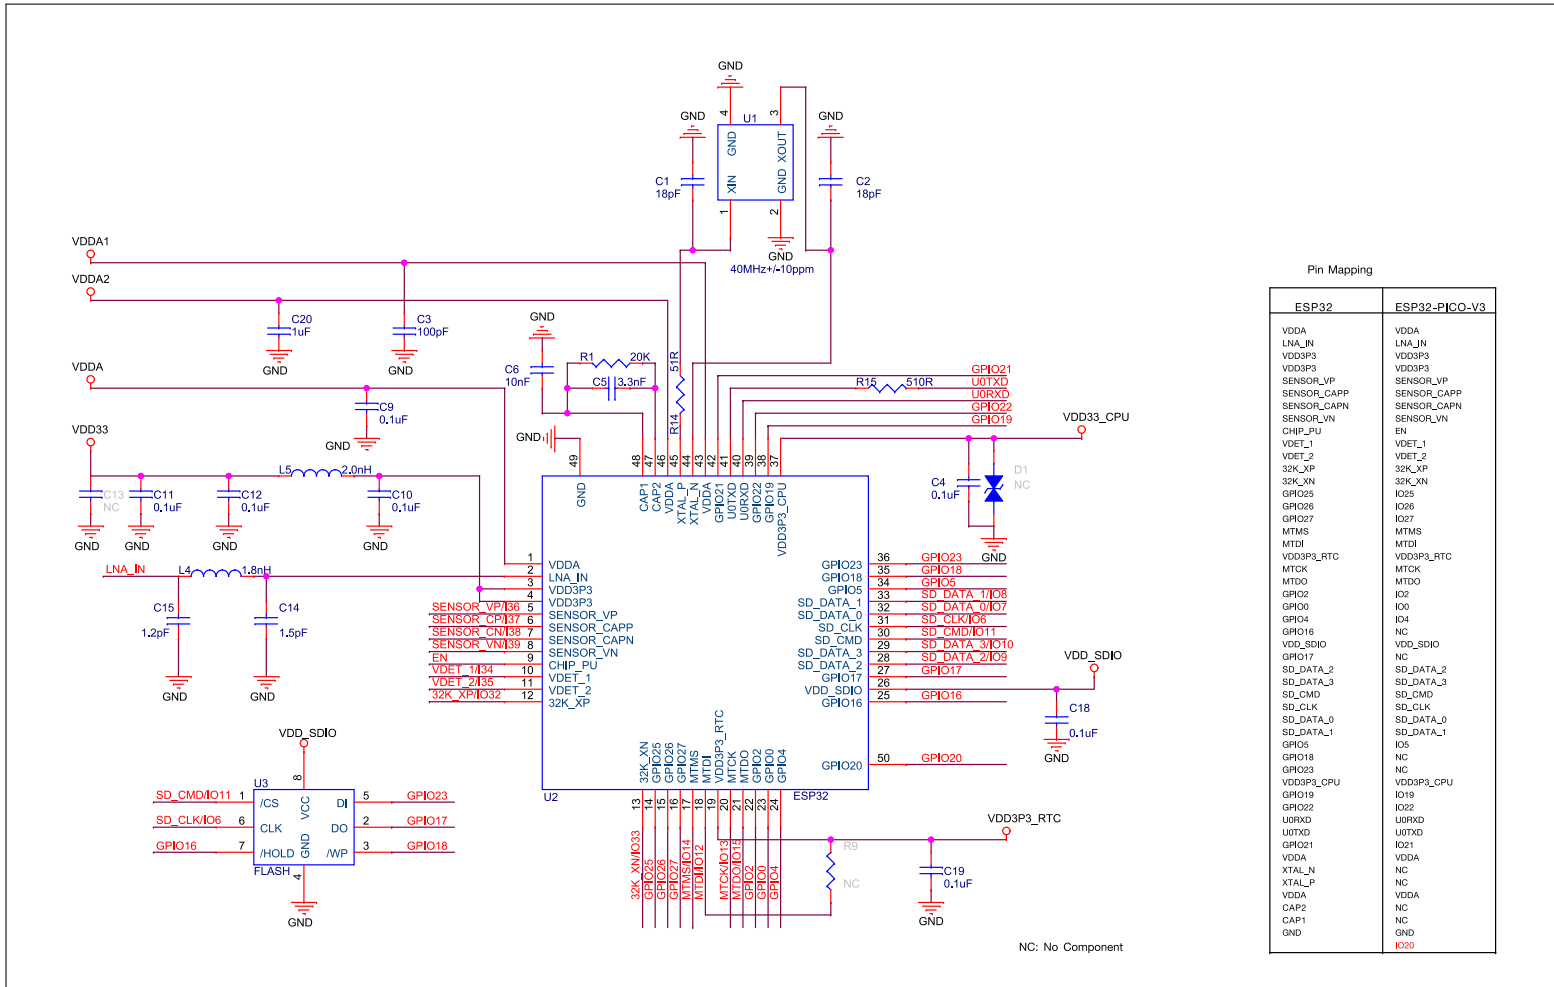 GND
4
3
U1
GND
GND
GND XOUT
XIN GND
C1
18pF
C2
18pF
1
2
GND
40MHz+/-10ppm
VDDA1
VDDA2
C20
1uF
GND
C3
100pF
GND
GND
C6
10nF
R1 20K
C5 3.3nF
51R
R14
VDDA
C9
0.1uF
GND
R15 510R
GPIO21
U0TXD
U0RXD
GPIO22
GPIO19
VDD33_CPU
C4
0.1uF
D1
NC
GND
VDD33
L5 2.0nH
C13
NC
C11
0.1uF
C12
0.1uF
C10
0.1uF
GND
GND
GND
GND
GND
49 48 47 46 45 44 43 42 41 40 39 38 37
GND CAP1 CAP2 VDDA XTAL_P XTAL_N VDDA GPIO21 U0TXD U0RXD GPIO22 GPIO19 VDD3P3_CPU
LNA_IN
L4 1.8nH
C15
1.2pF
C14
1.5pF
GND
GND
1 VDDA
2 LNA_IN
3 VDD3P3
4 VDD3P3
SENSOR_VP/I36 5 SENSOR_VP
SENSOR_CP/I37 6 SENSOR_CAPP
SENSOR_CN/I38 7 SENSOR_CAPN
SENSOR_VN/I39 8 SENSOR_VN
EN 9 CHIP_PU
VDET_1/I34 10 VDET_1
VDET_2/I35 11 VDET_2
32K_XP/IO32 12 32K_XP
GPIO23 36 GPIO23
GPIO18 35 GPIO18
GPIO5 34 GPIO5
SD_DATA_1 33 SD_DATA_1/IO8
SD_DATA_0 32 SD_DATA_0/IO7
SD_CLK 31 SD_CLK/IO6
SD_CMD 30 SD_CMD/IO11
SD_DATA_3 29 SD_DATA_3/IO10
SD_DATA_2 28 SD_DATA_2/IO9
GPIO17 27 GPIO17
VDD_SDIO 26
GPIO16 25 GPIO16
GPIO20 50 GPIO20
VDD_SDIO
C18
0.1uF
GND
32K_XN GPIO25 GPIO26 GPIO27 MTMS MTDI VDD3P3_RTC MTCK MTDO GPIO2 GPIO0 GPIO4
U2
ESP32
13 14 15 16 17 18 19 20 21 22 23 24
32K_XN/IO33 GPIO25 GPIO26 GPIO27 MTMS/IO14 MTDI/IO12 MTCK/IO13 MTDO/IO15 GPIO2 GPIO0 GPIO4
VDD3P3_RTC
R9
NC
C19
0.1uF
GND
VDD_SDIO
8
U3
VCC
SD_CMD/IO11 1 /CS DI 5 GPIO23
SD_CLK/IO6 6 CLK DO 2 GPIO17
GPIO16 7 /HOLD /WP 3 GPIO18
GND
FLASH
4
GND
NC: No Component
Pin Mapping
ESP32 ESP32-PICO-V3
VDDA VDDA
LNA_IN LNA_IN
VDD3P3 VDD3P3
VDD3P3 VDD3P3
SENSOR_VP SENSOR_VP
SENSOR_CAPP SENSOR_CAPP
SENSOR_CAPN SENSOR_CAPN
SENSOR_VN SENSOR_VN
CHIP_PU EN
VDET_1 VDET_1
VDET_2 VDET_2
32K_XP 32K_XP
32K_XN 32K_XN
GPIO25 IO25
GPIO26 IO26
GPIO27 IO27
MTMS MTMS
MTDI MTDI
VDD3P3_RTC VDD3P3_RTC
MTCK MTCK
MTDO MTDO
GPIO2 IO2
GPIO0 IO0
GPIO4 IO4
GPIO16 NC
VDD_SDIO VDD_SDIO
GPIO17 NC
SD_DATA_2 SD_DATA_2
SD_DATA_3 SD_DATA_3
SD_CMD SD_CMD
SD_CLK SD_CLK
SD_DATA_0 SD_DATA_0
SD_DATA_1 SD_DATA_1
GPIO5 IO5
GPIO18 NC
GPIO23 NC
VDD3P3_CPU VDD3P3_CPU
GPIO19 IO19
GPIO22 IO22
U0RXD U0RXD
U0TXD U0TXD
GPIO21 IO21
VDDA VDDA
XTAL_N NC
XTAL_P NC
VDDA VDDA
CAP2 NC
CAP1 NC
GND GND
IO20